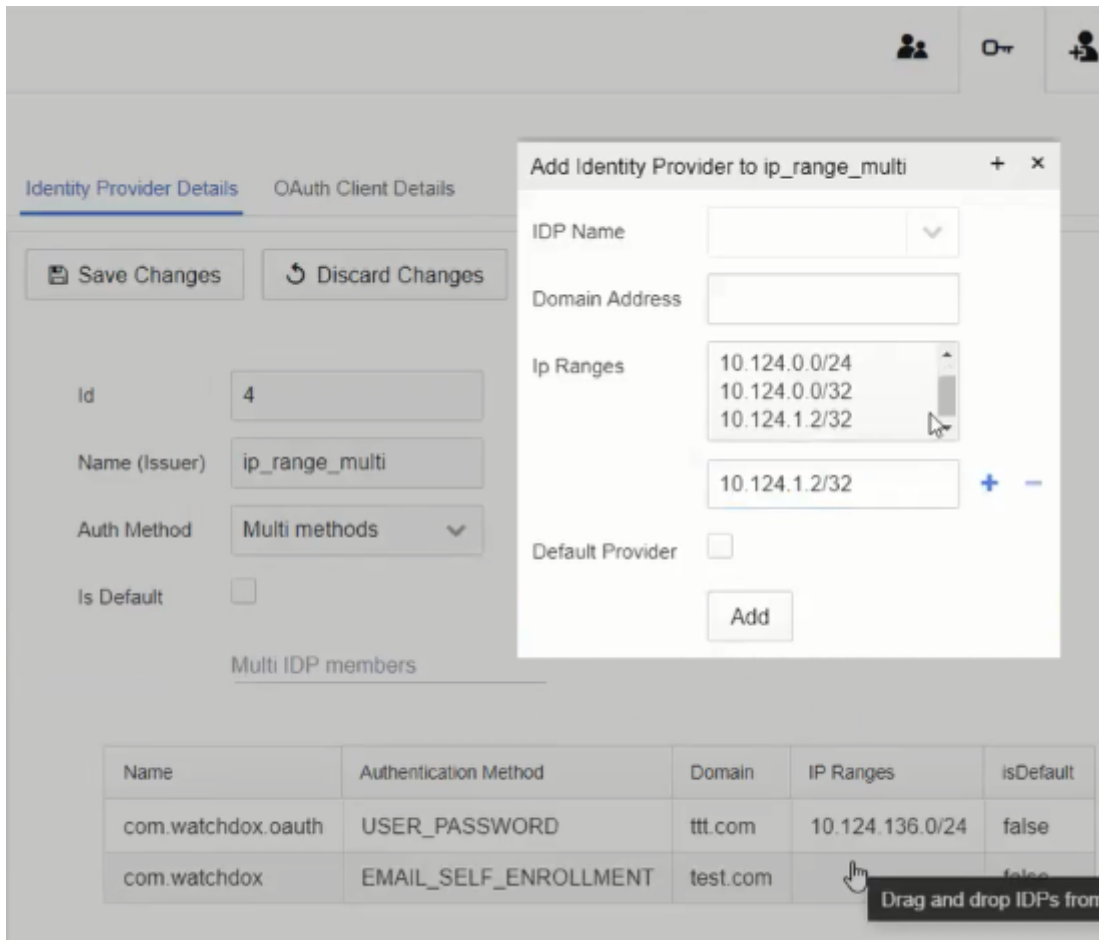 Add Identity Provider to ip_range_multi
Identity Provider Details OAuth Client Details
IDP Name
Save Changes Discard Changes
Domain Address
Ip Ranges
10.124.0.0/24
10.124.0.0/32
10.124.1.2/32
10.124.1.2/32
Default Provider
Add
Id 4
Name (Issuer) ip_range_multi
Auth Method Multi methods
Is Default
Multi IDP members
Name Authentication Method Domain IP Ranges isDefault
com.watchdox.oauth USER_PASSWORD ttt.com 10.124.136.0/24 false
com.watchdox EMAIL_SELF_ENROLLMENT test.com false
Drag and drop IDPs from